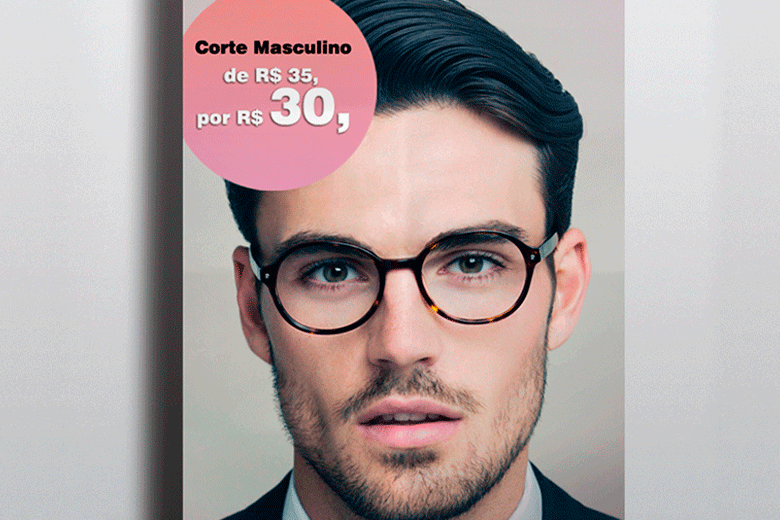 Corte Masculino
de R$ 35,
por R$ 30,